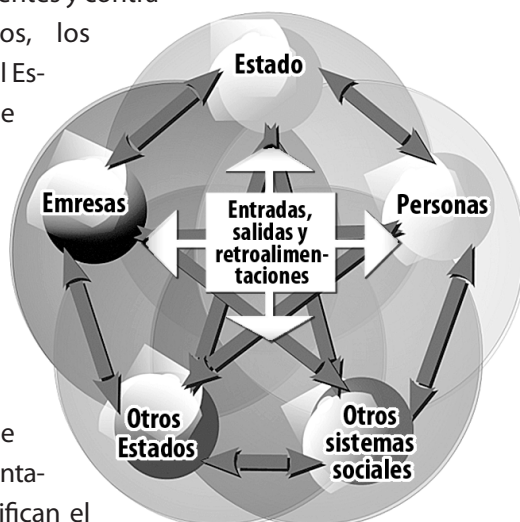 entes y contra
os, los
l Es-
e
Estado
Emresas
Personas
Entradas,
salidas y
retroalimen-
taciones
Otros
Estados
Otros
sistemas
sociales
e
nta-
ifican el